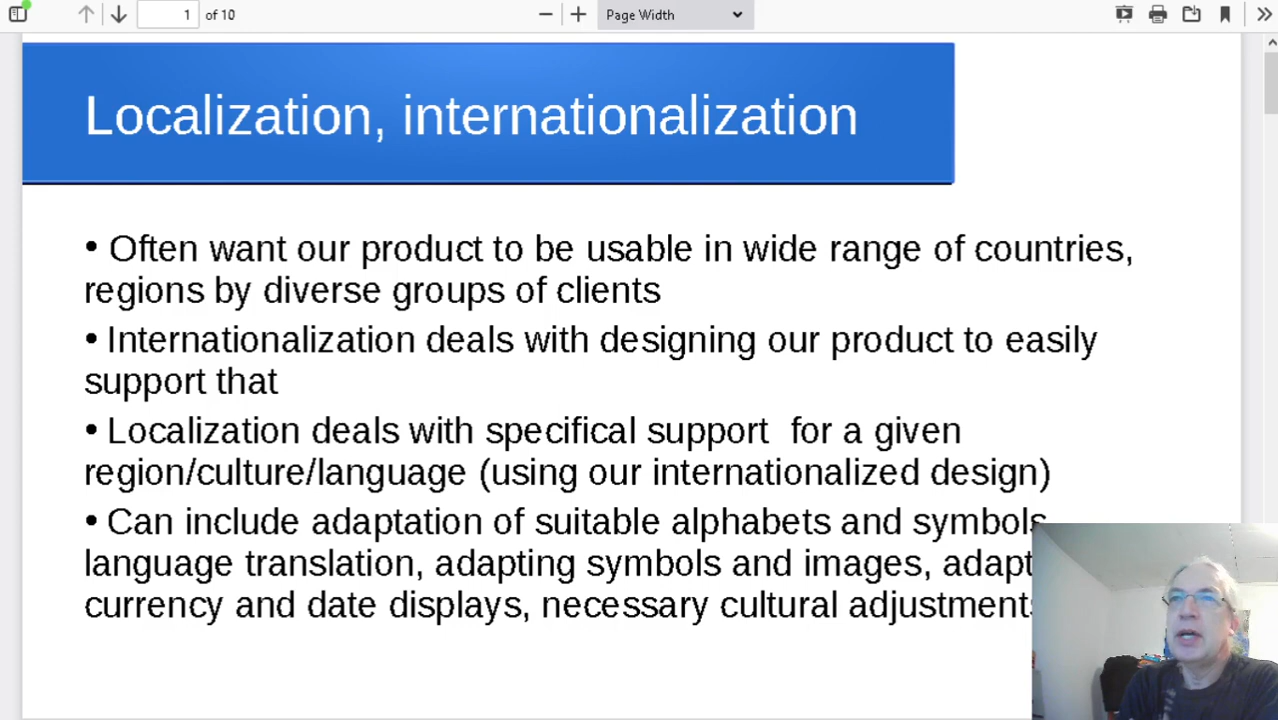 1 of 10 Page Width
Localization, internationalization
• Often want our product to be usable in wide range of countries,
regions by diverse groups of clients
• Internationalization deals with designing our product to easily
support that
• Localization deals with specifical support for a given
region/culture/language (using our internationalized design)
• Can include adaptation of suitable alphabets and symbols
language translation, adapting symbols and images, adapt
currency and date displays, necessary cultural adjustments